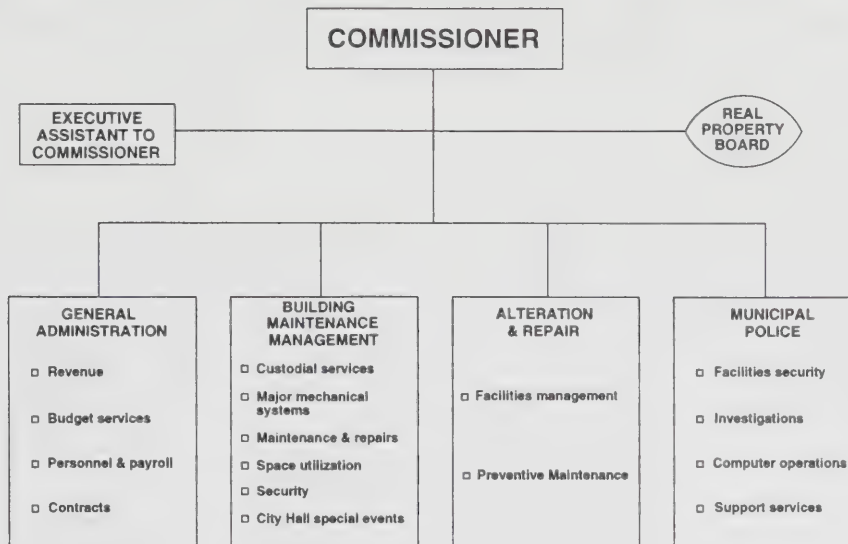 COMMISSIONER
EXECUTIVE
ASSISTANT TO
COMMISSIONER
REAL
PROPERTY
BOARD
GENERAL
ADMINISTRATION
Revenue
Budget services
Personnel & payroll
Contracts
BUILDING
MAINTENANCE
MANAGEMENT
Custodial services
Major mechanical
systems
Maintenance & repairs
Space utilization
Security
City Hall special events
ALTERATION
& REPAIR
Facilities management
Preventive Maintenance
MUNICIPAL
POLICE
Facilities security
Investigations
Computer operations
Support services